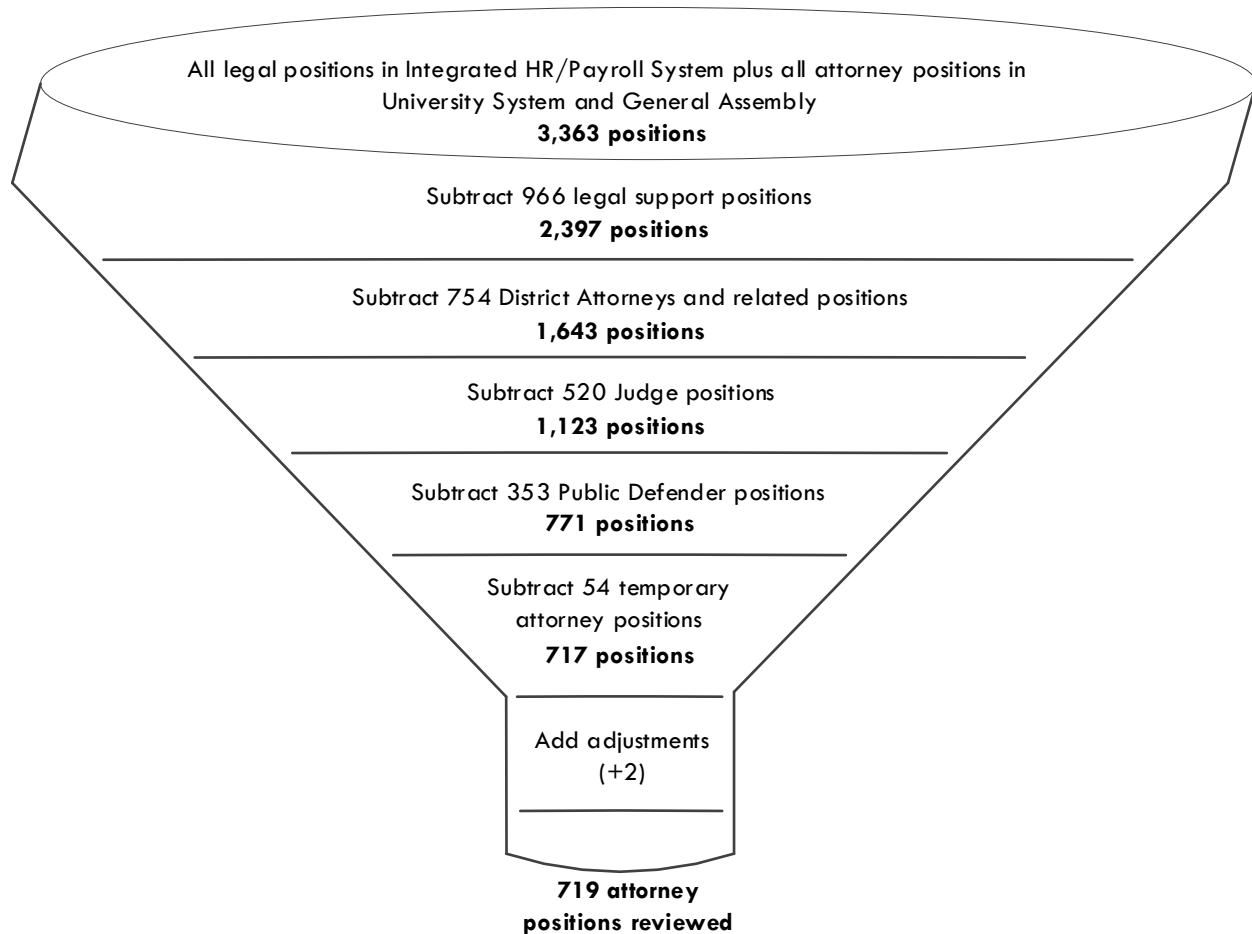 All legal positions in Integrated HR/Payroll System plus all attorney positions in
University System and General Assembly
3,363 positions
Subtract 966 legal support positions
2,397 positions
Subtract 754 District Attorneys and related positions
1,643 positions
Subtract 520 Judge positions
1,123 positions
Subtract 353 Public Defender positions
771 positions
Subtract 54 temporary
attorney positions
717 positions
Add adjustments
(+2)
719 attorney
positions reviewed